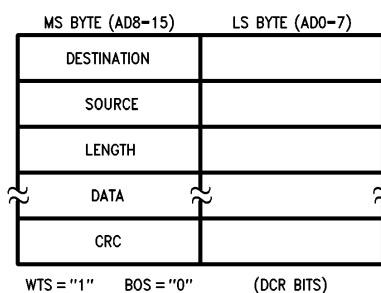 MS BYTE (AD8-15) LS BYTE (AD0-7)
DESTINATION
SOURCE
LENGTH
DATA
CRC
WTS = "1" BOS = "0" (DCR BITS)